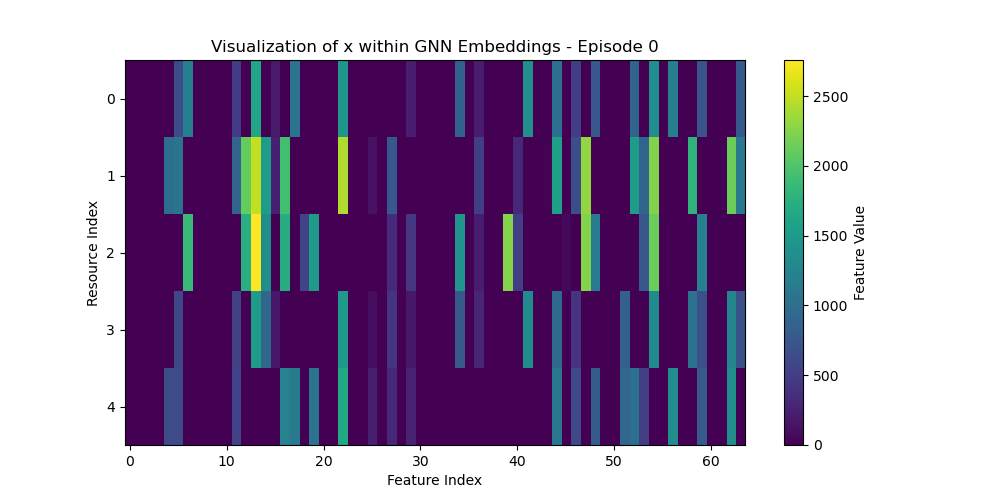 Visualization of x within GNN Embeddings - Episode 0
Resource Index
0
1
2
3
4
0 10 20 30 40 50 60
Feature Index
2500
2000
1500
1000
500
0
Feature Value